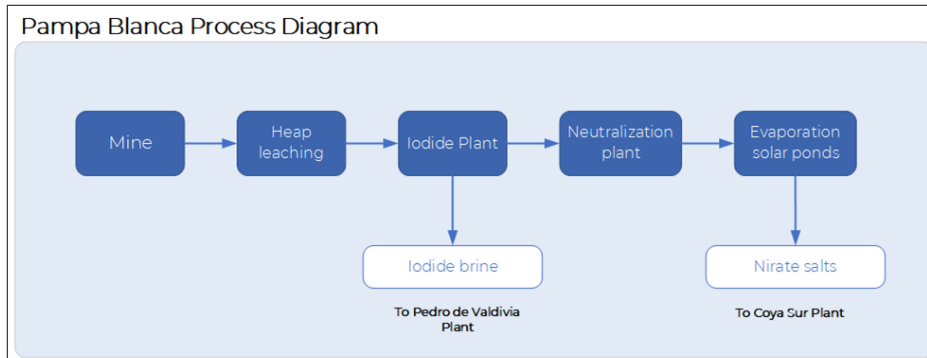 Pampa Blanca Process Diagram
Mine
Heap
leaching
Iodide Plant
Neutralization
plant
Evaporation
solar ponds
Iodide brine
Nirate salts
To Pedro de Valdivia
Plant
To Coya Sur Plant